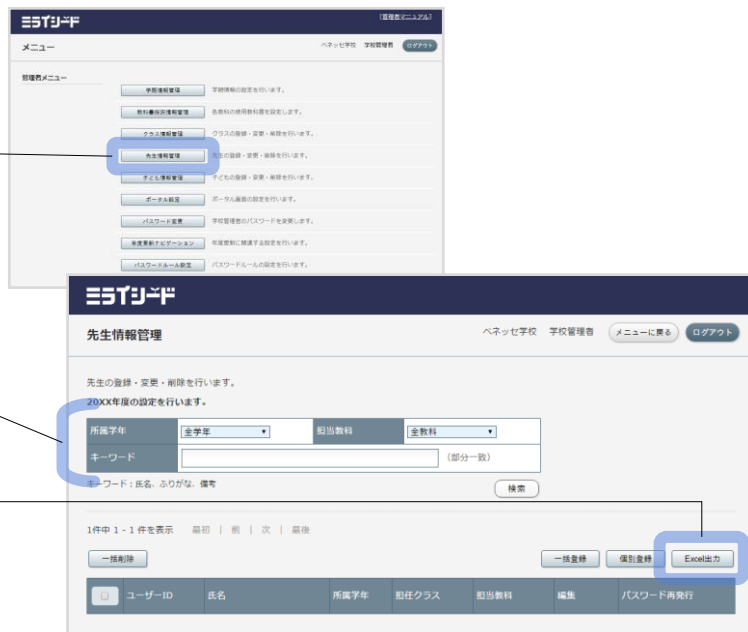 ミライシード
[管理者マニュアル]
メニュー
ベネッセ学校 学校管理者 ログアウト
管理者メニュー
学校情報管理 学校情報の設定を行います。
教科書採択情報管理 各教科の使用教科書を設定します。
クラス情報管理 クラスの登録・変更・削除を行います。
先生情報管理 先生の登録・変更・削除を行います。
子ども情報管理 子どもの登録・変更・削除を行います。
ポータル設定 ポータル画面の設定を行います。
パスワード変更 学校管理者のパスワードを変更します。
年度更新ナビゲーション 年度更新に関連する設定を行います。
パスワードルール設定 パスワードルールの設定を行います。
ミライシード
先生情報管理
ベネッセ学校 学校管理者 メニューに戻る ログアウト
先生の登録・変更・削除を行います。
20XX年度の設定を行います。
所属学年 全学年 担当教科 全教科
キーワード (部分一致)
キーワード：氏名、ふりがな、備考 検索
1件中 1 - 1 件を表示 最初 | 前 | 次 | 最後
一括削除 一括登録 個別登録 Excel出力
ユーザーID 氏名 所属学年 担任クラス 担当教科 編集 パスワード再発行